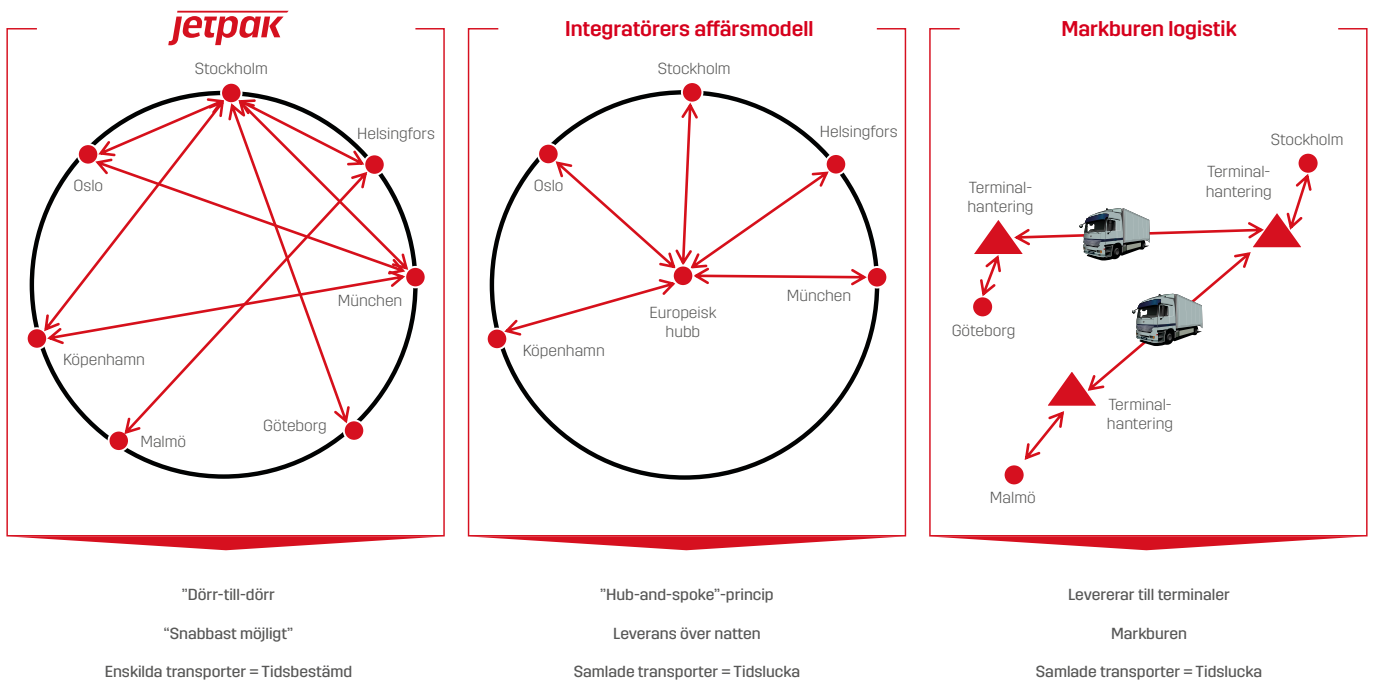 jetpak
Stockholm
Helsingfors
Oslo
München
Köpenhamn
Göteborg
Malmö
"Dörr-till-dörr
“Snabbast möjligt”
Enskilda transporter = Tidsbestämd
Integratörers affärsmodell
Stockholm
Helsingfors
Oslo
München
Europeisk
hubb
Köpenhamn
”Hub-and-spoke”-princip
Leverans över natten
Samlade transporter = Tidslucka
Markburen logistik
Stockholm
Terminal-
hantering
Terminal-
hantering
Göteborg
Terminal-
hantering
Malmö
Levererar till terminaler
Markburen
Samlade transporter = Tidslucka